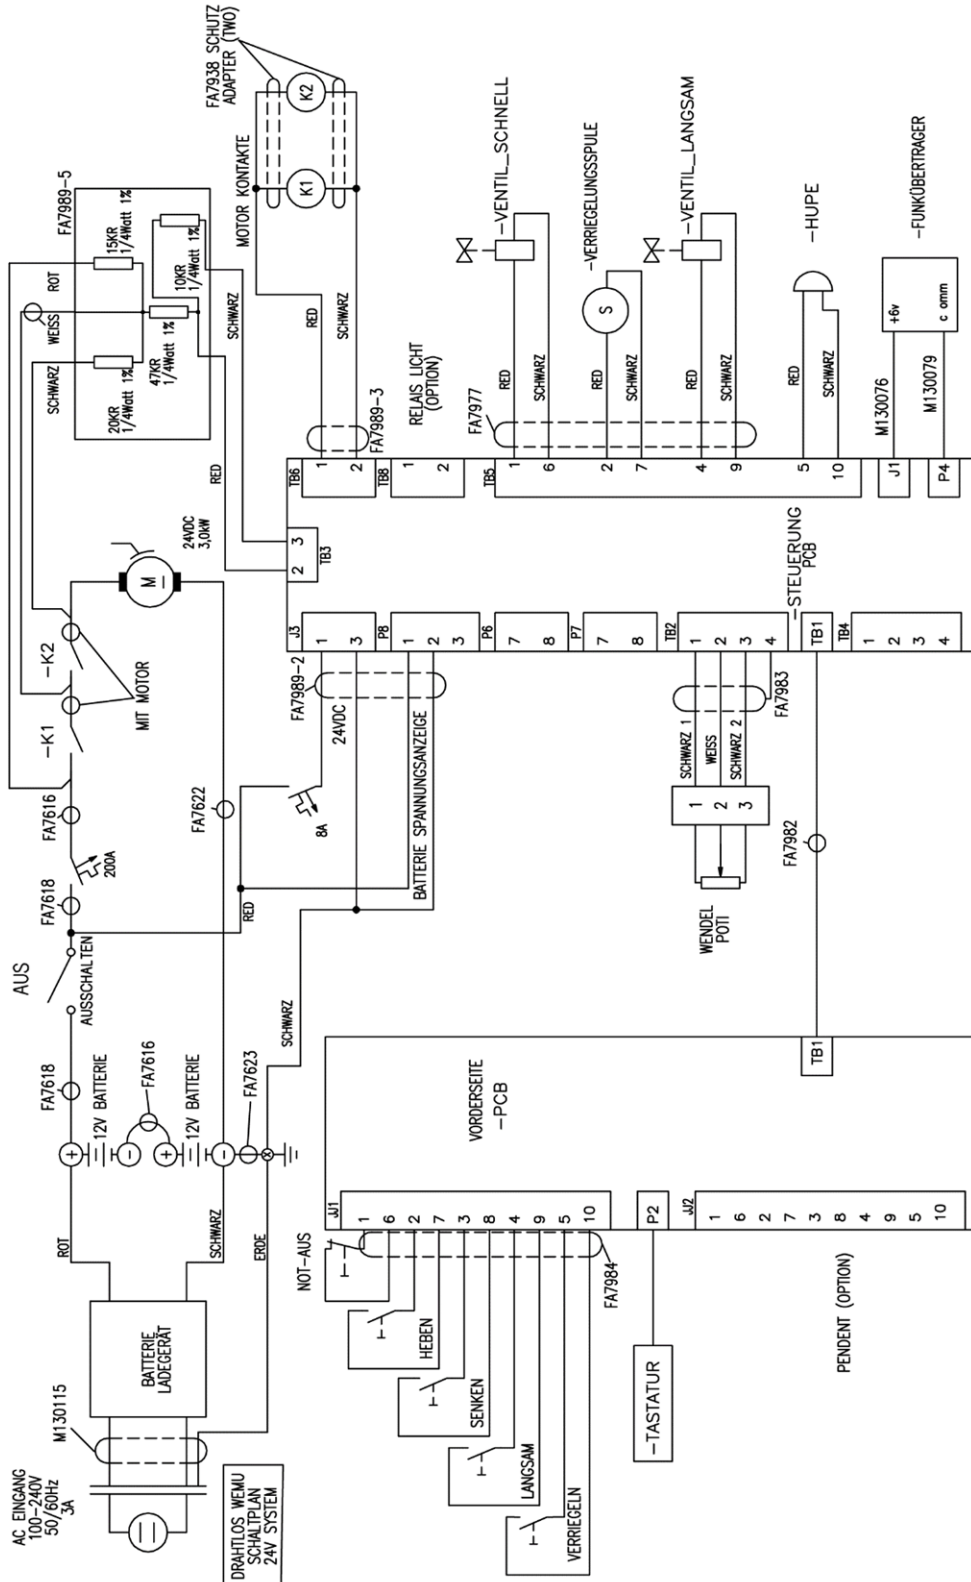 AC EINGANG
100-240V
50/60Hz
3A
M130115
BATTERIE
LADEGERÄT
DRAHTLOS WEMU
SCHALTPLAN
24V SYSTEM
ROT
SCHWARZ
ERDE
+
12V BATTERIE
-
FA7616
+
12V BATTERIE
-
FA7623
FA7618
AUS
AUSSCHALTEN
FA7618
200A
FA7616
-K1
-K2
MIT MOTOR
FA7622
M
24VDC
3,0kW
RED
SCHWARZ
8A
24VDC
BATTERIE SPANNUNGSANZEIGE
FA7989-2
SCHWARZ
ROT
WEISS
FA7989-5
20KR
1/4Watt 1%
15KR
1/4Watt 1%
47KR
1/4Watt 1%
10KR
1/4Watt 1%
RED
SCHWARZ
FA7938 SCHUTZ
ADAPTER (TWO)
MOTOR KONTAKTE
K1
K2
RED
SCHWARZ
FA7989-3
RELAIS LICHT
(OPTION)
FA7977
RED
SCHWARZ
-VENTIL_SCHNELL
RED
SCHWARZ
S
-VERRIEGELUNGSSPULE
RED
SCHWARZ
-VENTIL_LANGSAM
RED
SCHWARZ
-HUPE
M130076
M130079
+6v
c omm
-FUNKÜBERTRAGER
TB6
1
2
TB8
1
2
TB5
1
6
2
7
4
9
5
10
J1
P4
2
3
TB3
-STEUERUNG
PCB
J3
1
3
P8
1
2
3
P6
7
8
P7
7
8
TB2
1
2
3
4
TB1
TB4
1
2
3
4
FA7983
SCHWARZ 1
WEISS
SCHWARZ 2
1
2
3
WENDEL
POTI
FA7982
TB1
VORDERSEITE
-PCB
JJ1
1
6
2
7
3
8
4
9
5
10
P2
JJ2
1
6
2
7
3
8
4
9
5
10
NOT-AUS
HEBEN
SENKEN
LANGSAM
VERRIEGELN
FA7984
-TASTATUR
PENDENT (OPTION)